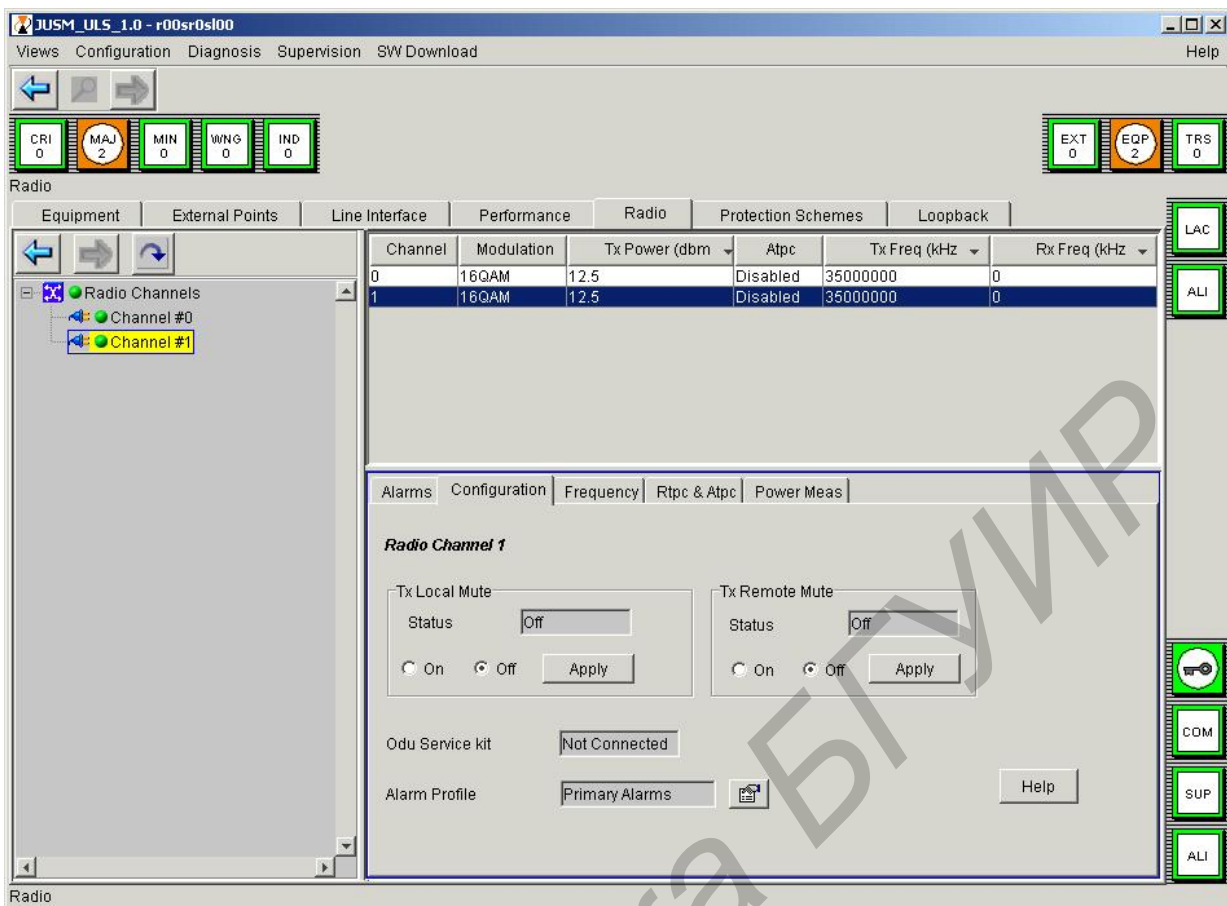 JUSM_ULS_1.0 - r00sr0sl00
Views Configuration Diagnosis Supervision SW Download Help
CRI 0 MAJ 2 MIN 0 WNG 0 IND 0 EXT 0 EQP 2 TRS 0
Radio
Equipment External Points Line Interface Performance Radio Protection Schemes Loopback
LAC
ALI
Channel Modulation Tx Power (dbm Atpc Tx Freq (kHz Rx Freq (kHz
0 16QAM 12.5 Disabled 35000000 0
1 16QAM 12.5 Disabled 35000000 0
Radio Channels
Channel #0
Channel #1
Alarms Configuration Frequency Rtpc & Atpc Power Meas
Radio Channel 1
Tx Local Mute Tx Remote Mute
Status Off Status Off
On Off Apply On Off Apply
Odu Service kit Not Connected
Alarm Profile Primary Alarms Help
COM
SUP
ALI
Radio
БГУИР